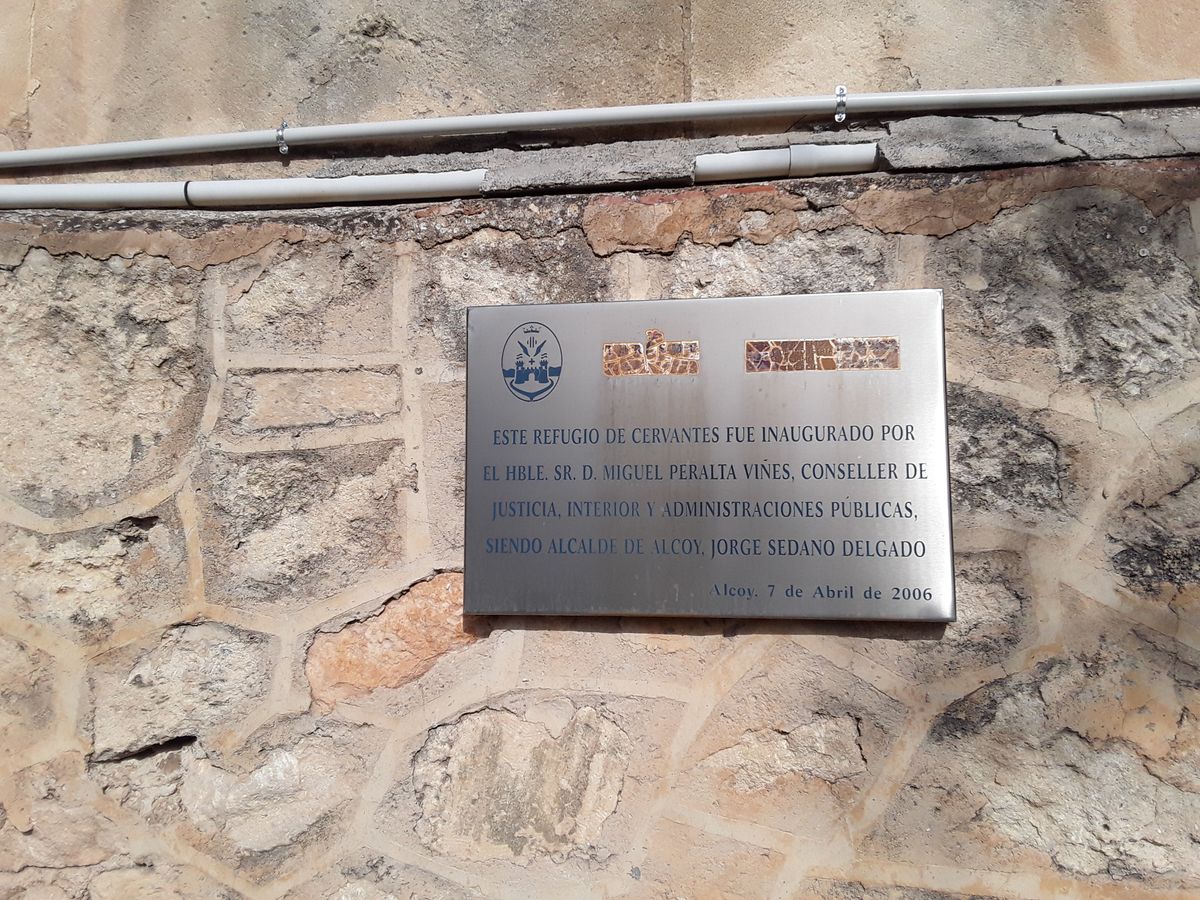 ESTE REFUGIO DE CERVANTES FUE INAUGURADO POR
EL HBLE. SR. D. MIGUEL PERALTA VIÑES, CONSELLER DE
JUSTICIA, INTERIOR Y ADMINISTRACIONES PÚBLICAS,
SIENDO ALCALDE DE ALCOY, JORGE SEDANO DELGADO
Alcoy. 7 de Abril de 2006